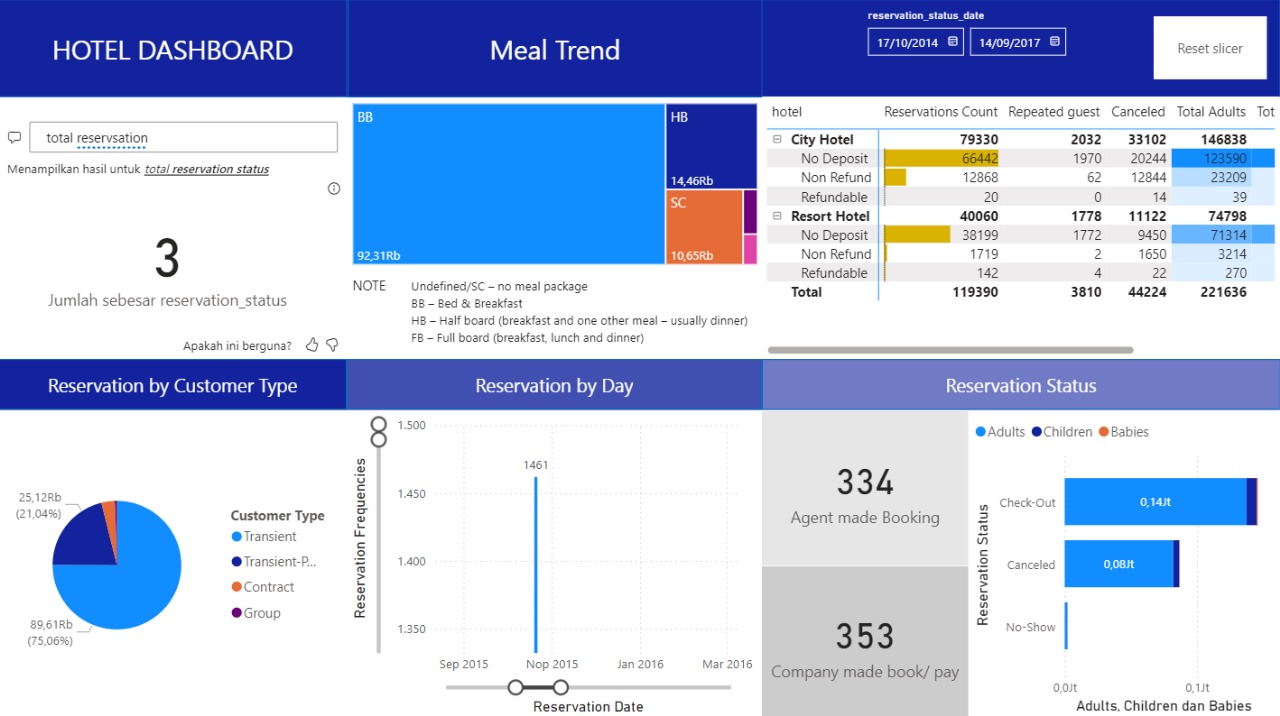 HOTEL DASHBOARD
total reservsation
Menampilkan hasil untuk total reservation status
3
Jumlah sebesar reservation_status
Apakah ini berguna?
Meal Trend
BB
92,31Rb
HB
14,46Rb
SC
10,65Rb
NOTE Undefined/SC – no meal package
BB – Bed & Breakfast
HB – Half board (breakfast and one other meal – usually dinner)
FB – Full board (breakfast, lunch and dinner)
reservation_status_date
17/10/2014 14/09/2017
Reset slicer
hotel Reservations Count Repeated guest Canceled Total Adults Tot
City Hotel 79330 2032 33102 146838
No Deposit 66442 1970 20244 123590
Non Refund 12868 62 12844 23209
Refundable 20 0 14 39
Resort Hotel 40060 1778 11122 74798
No Deposit 38199 1772 9450 71314
Non Refund 1719 2 1650 3214
Refundable 142 4 22 270
Total 119390 3810 44224 221636
Reservation by Customer Type
25,12Rb
(21,04%)
89,61Rb
(75,06%)
Customer Type
Transient
Transient-P...
Contract
Group
Reservation by Day
Reservation Frequencies
1.500
1.450
1.400
1.350
1461
Sep 2015 Nop 2015 Jan 2016 Mar 2016
Reservation Date
Reservation Status
334
Agent made Booking
353
Company made book/ pay
Adults Children Babies
Reservation Status
Check-Out 0,14Jt
Canceled 0,08Jt
No-Show
0,0Jt 0,1Jt
Adults, Children dan Babies